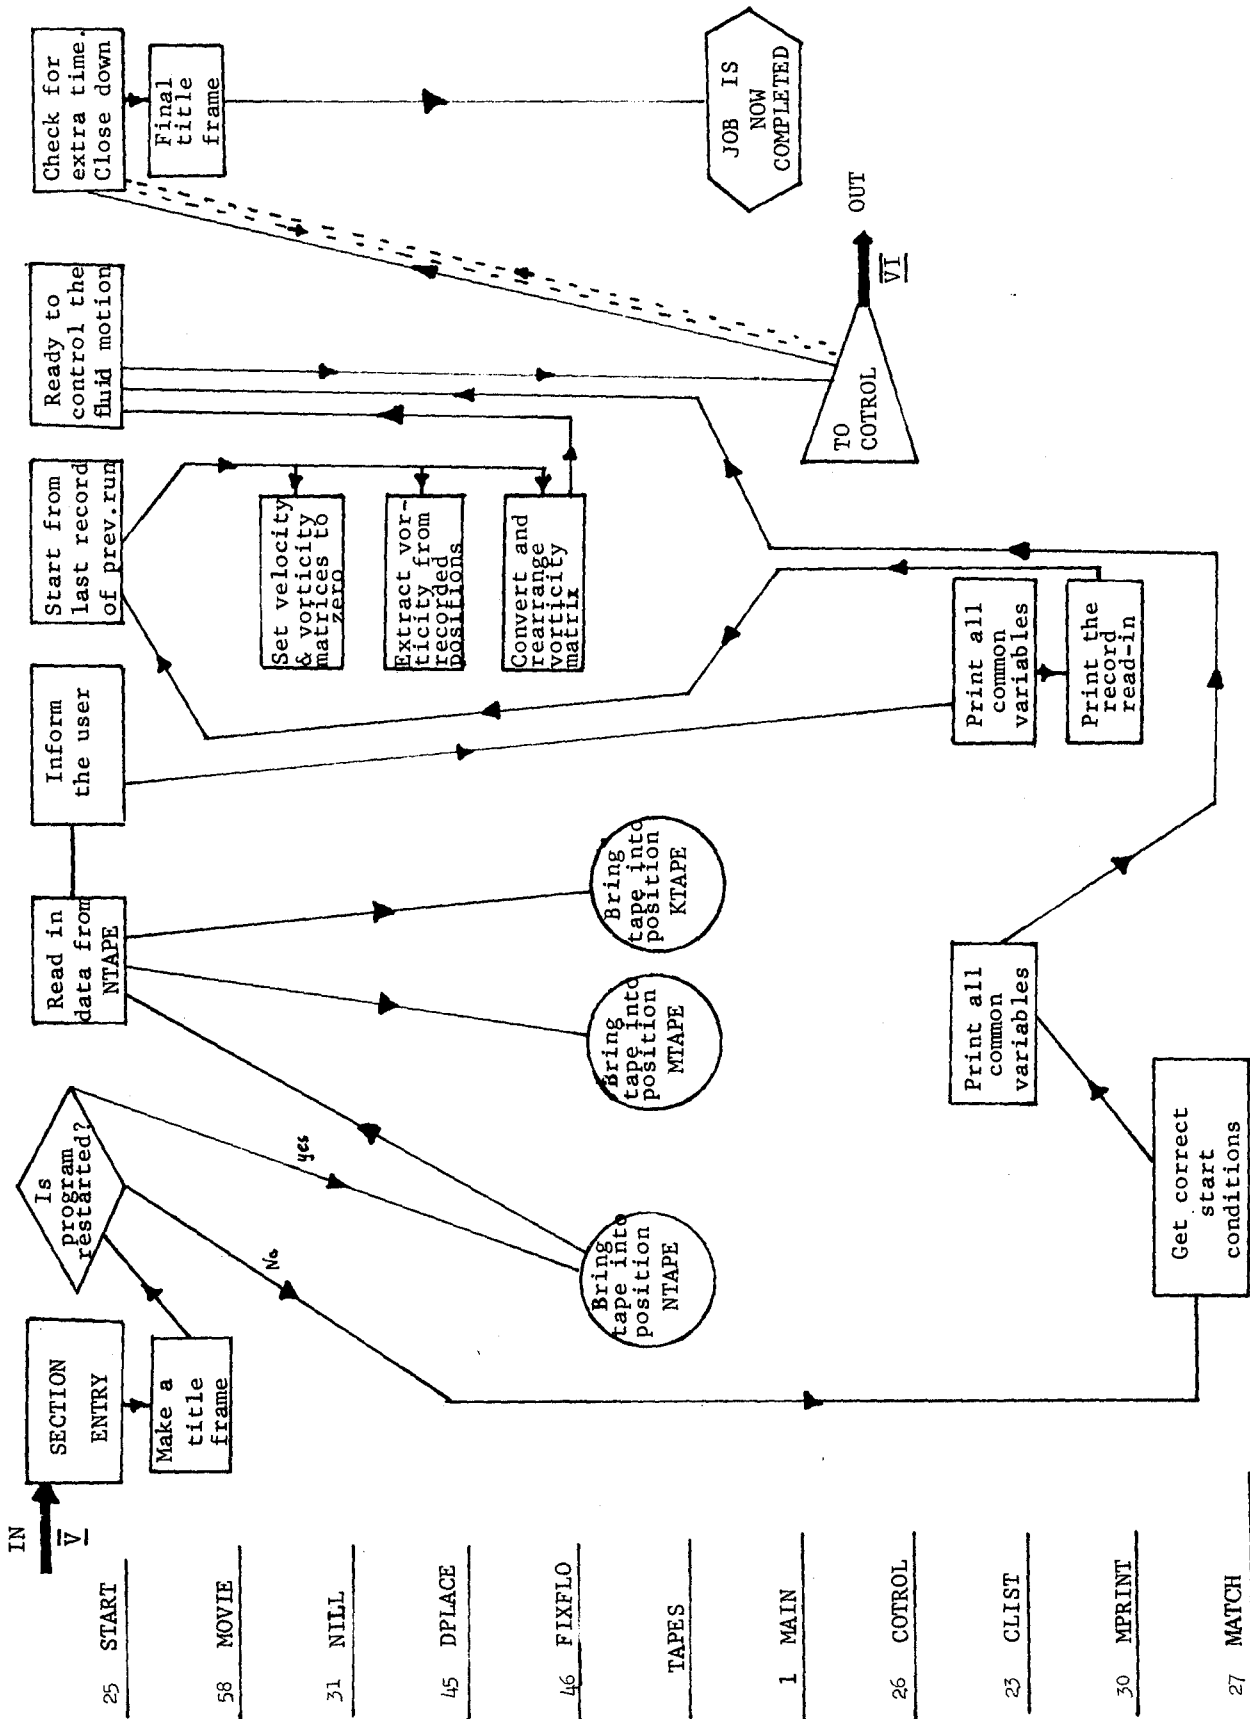 IN
V
25 START
58 MOVIE
31 NILL
45 DPLACE
46 FIXFLO
TAPES
1 MAIN
26 COTROL
23 CLIST
30 MPRINT
27 MATCH
SECTION
ENTRY
Make a
title
frame
Is
program
restarted?
yes
No
Bring
tape into
position
NTAPE
Read in
data from
NTAPE
Bring
tape into
position
MTAPE
Bring
tape into
position
KTAPE
Get correct
start
conditions
Print all
common
variables
Inform
the user
Print all
common
variables
Print the
record
read-in
Start from
last record
of prev.run
Set velocity
& vorticity
matrices to
zero
Extract vor-
ticity from
recorded
positions
Convert and
rearrange
vorticity
matrix
Ready to
control the
fluid motion
TO
COTROL
VI
OUT
Check for
extra time.
Close down
Final
title
frame
JOB IS
NOW
COMPLETED